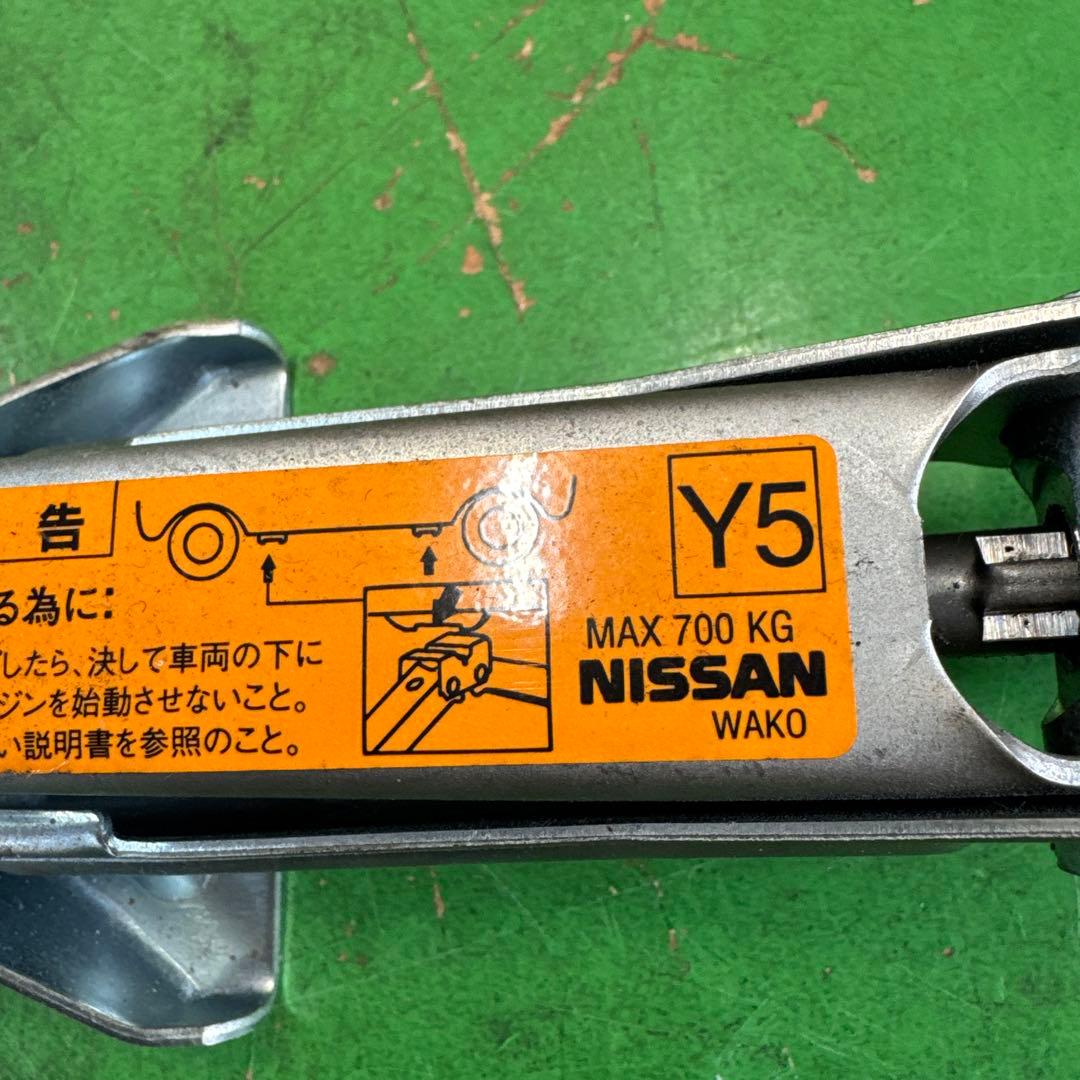 告
る為に:
したら、決して車両の下に
ジンを始動させないこと。
い説明書を参照のこと。
Y5
MAX 700 KG
NISSAN
WAKO